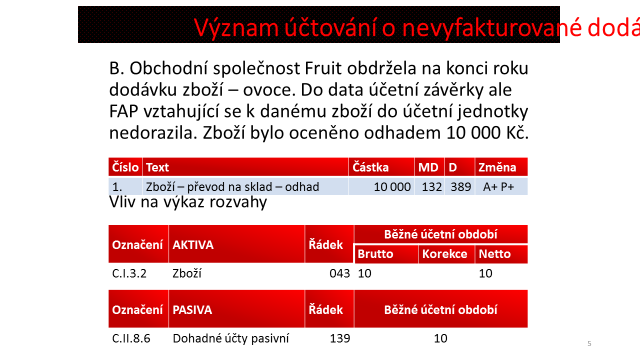 Význam účtování o nevyfakturované dodá
B. Obchodní společnost Fruit obdržela na konci roku
dodávku zboží – ovoce. Do data účetní závěrky ale
FAP vztahující se k danému zboží do účetní jednotky
nedorazila. Zboží bylo oceněno odhadem 10 000 Kč.
Číslo Text Částka MD D Změna
1. Zboží – převod na sklad – odhad 10 000 132 389 A+ P+
Vliv na výkaz rozvahy
Označení AKTIVA Řádek Běžné účetní období
Brutto Korekce Netto
C.I.3.2 Zboží 043 10 10
Označení PASIVA Řádek Běžné účetní období
C.II.8.6 Dohadné účty pasivní 139 10
5